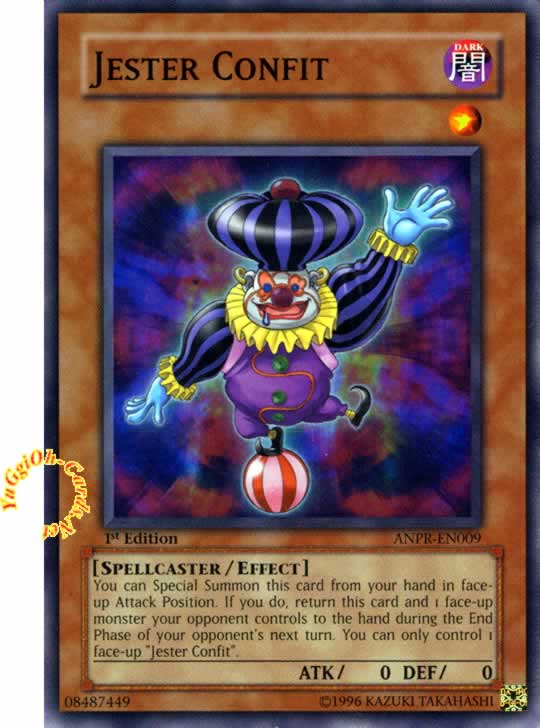 JESTER CONFIT
DARK
闇
1st Edition
ANPR-EN009
[SPELLCASTER / EFFECT]
You can Special Summon this card from your hand in face-
up Attack Position. If you do, return this card and 1 face-up
monster your opponent controls to the hand during the End
Phase of your opponent's next turn. You can only control 1
face-up "Jester Confit".
ATK/ 0 DEF/ 0
08487449
©1996 KAZUKI TAKAHASHI
YuGgiOh-Cards.Net